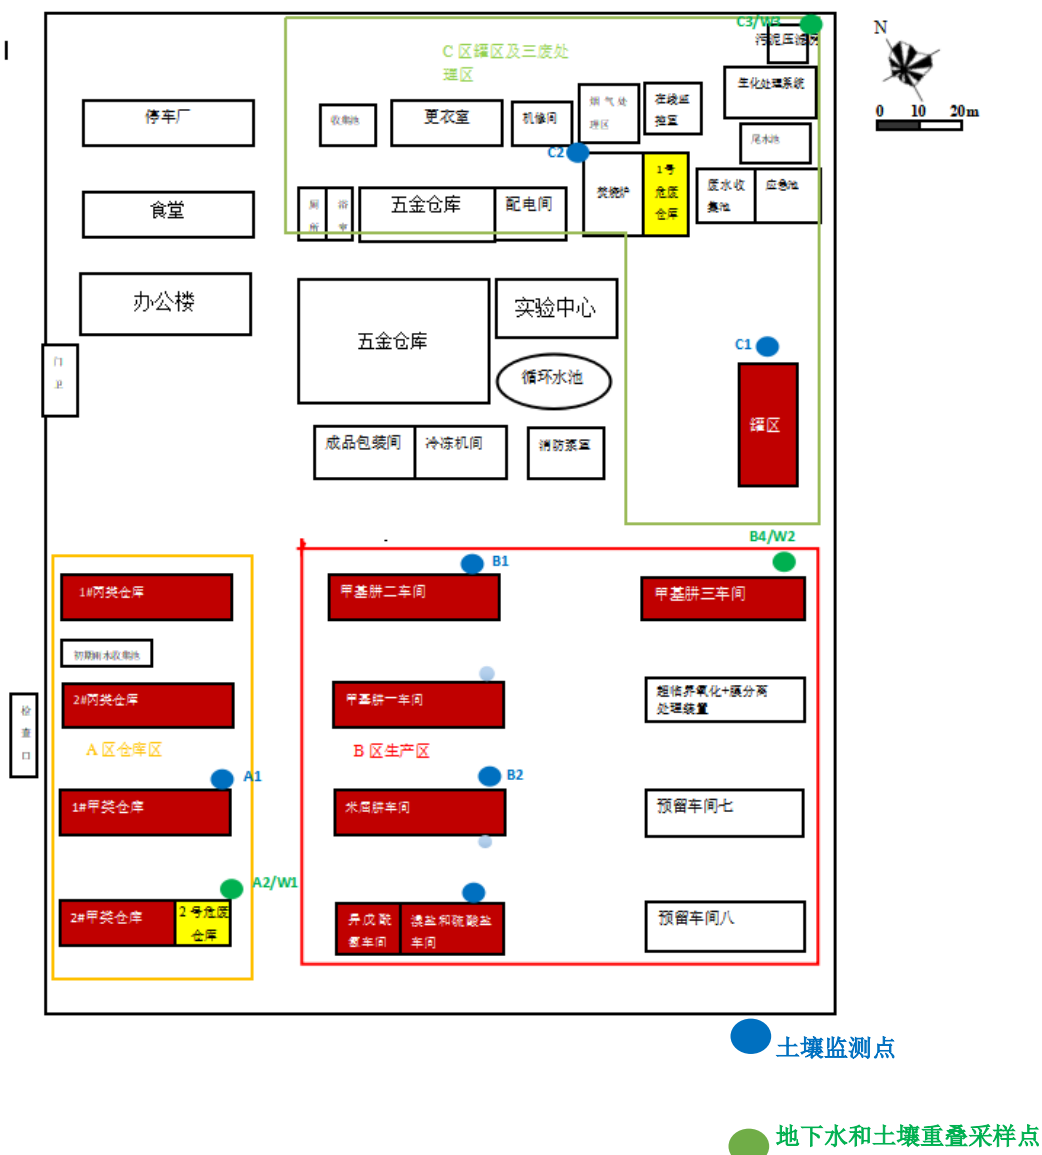 C3/W3
污泥压滤房
N
C 区罐区及三废处
理区
0 10 20m
生化处理系统
烟 气 处
理区
在线监
控室
停车厂
收集池
更衣室
机修间
尾水池
C2
焚烧炉
1号
危废
仓库
废水收
集池
应急池
食堂
厕
所
浴
室
五金仓库
配电间
办公楼
五金仓库
实验中心
门
卫
循环水池
C1
罐区
成品包装间
冷冻机间
消防泵室
B4/W2
B1
1#丙类仓库
甲基肼二车间
甲基肼三车间
初期雨水收集池
2#丙类仓库
甲基肼一车间
超临界氧化+膜分离
处理装置
检
查
口
A 区仓库区
B 区生产区
A1
B2
1#甲类仓库
米屈肼车间
预留车间七
A2/W1
2#甲类仓库
2号危废
仓库
异戊酰
氯车间
溴盐和硫酸盐
车间
预留车间八
土壤监测点
地下水和土壤重叠采样点